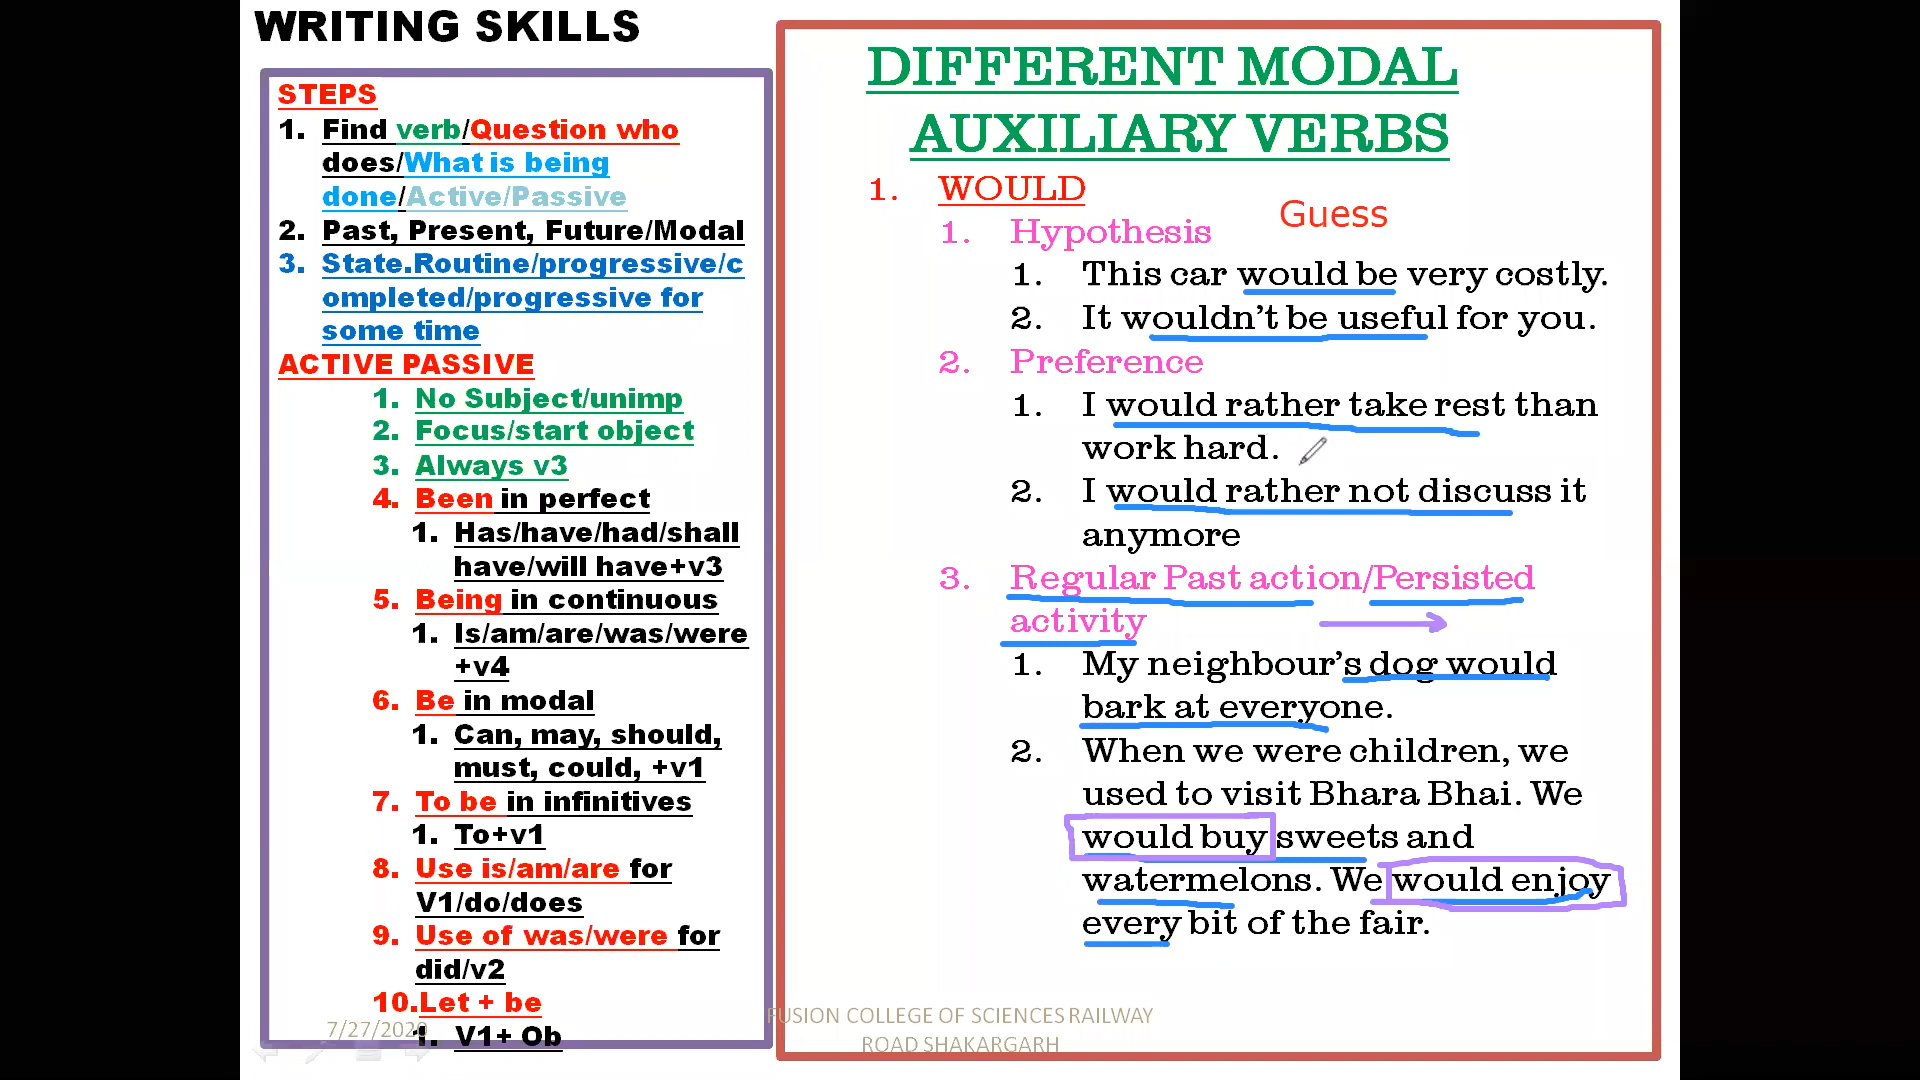 WRITING SKILLS
STEPS
1. Find verb/Question who
does/What is being
done/Active/Passive
2. Past, Present, Future/Modal
3. State.Routine/progressive/c
ompleted/progressive for
some time
ACTIVE PASSIVE
1. No Subject/unimp
2. Focus/start object
3. Always v3
4. Been in perfect
1. Has/have/had/shall
have/will have+v3
5. Being in continuous
1. Is/am/are/was/were
+v4
6. Be in modal
1. Can, may, should,
must, could, +v1
7. To be in infinitives
1. To+v1
8. Use is/am/are for
V1/do/does
9. Use of was/were for
did/v2
10.Let + be
1. V1+ Ob
7/27/2020
DIFFERENT MODAL
AUXILIARY VERBS
1. WOULD
Guess
1. Hypothesis
1. This car would be very costly.
2. It wouldn't be useful for you.
2. Preference
1. I would rather take rest than
work hard.
2. I would rather not discuss it
anymore
3. Regular Past action/Persisted
activity
1. My neighbour's dog would
bark at everyone.
2. When we were children, we
used to visit Bhara Bhai. We
would buy sweets and
watermelons. We would enjoy
every bit of the fair.
FUSION COLLEGE OF SCIENCES RAILWAY
ROAD SHAKARGARH